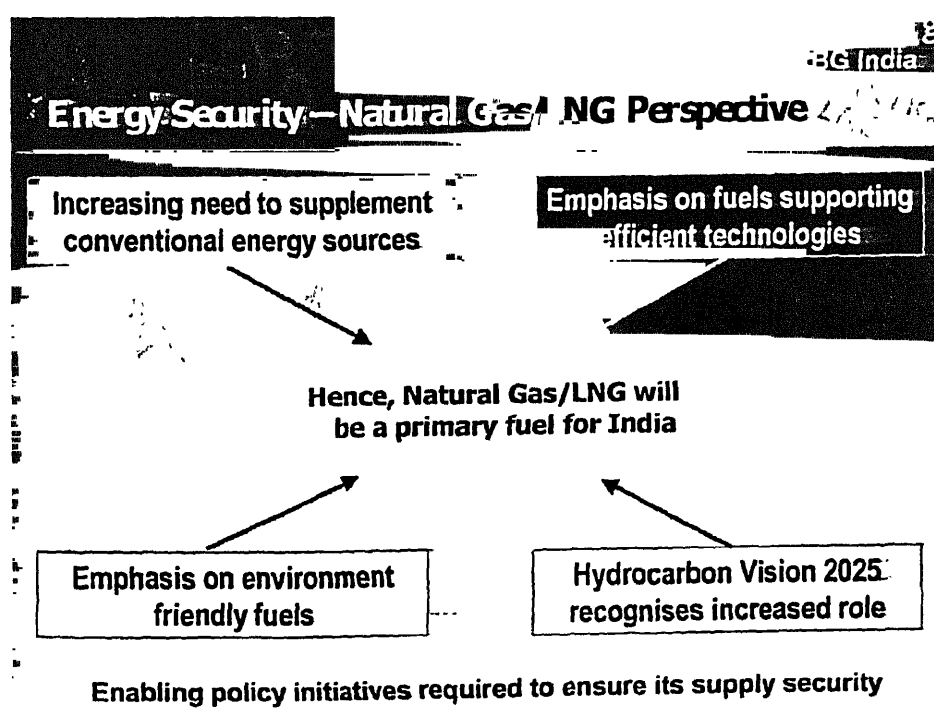 BG India
Energy Security – Natural Gas/LNG Perspective
Increasing need to supplement
conventional energy sources
Emphasis on fuels supporting
efficient technologies
Hence, Natural Gas/LNG will
be a primary fuel for India
Emphasis on environment
friendly fuels
Hydrocarbon Vision 2025
recognises increased role
Enabling policy initiatives required to ensure its supply security